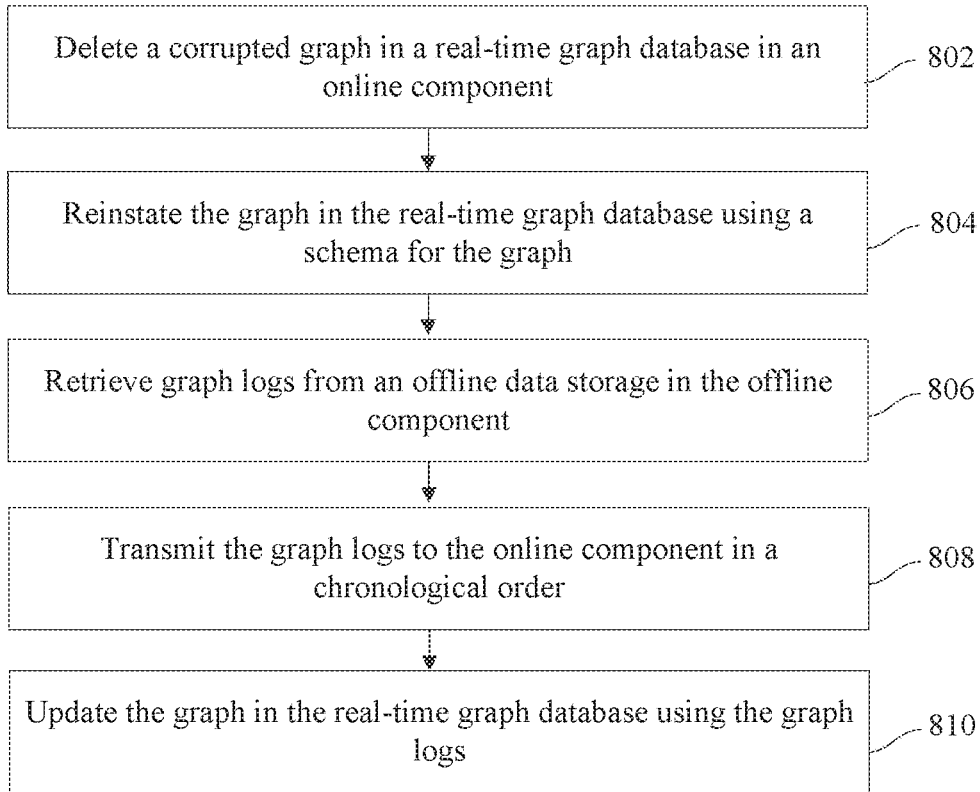 Delete a corrupted graph in a real-time graph database in an
online component
802
Reinstate the graph in the real-time graph database using a
schema for the graph
804
Retrieve graph logs from an offline data storage in the offline
component
806
Transmit the graph logs to the online component in a
chronological order
808
Update the graph in the real-time graph database using the graph
logs
810